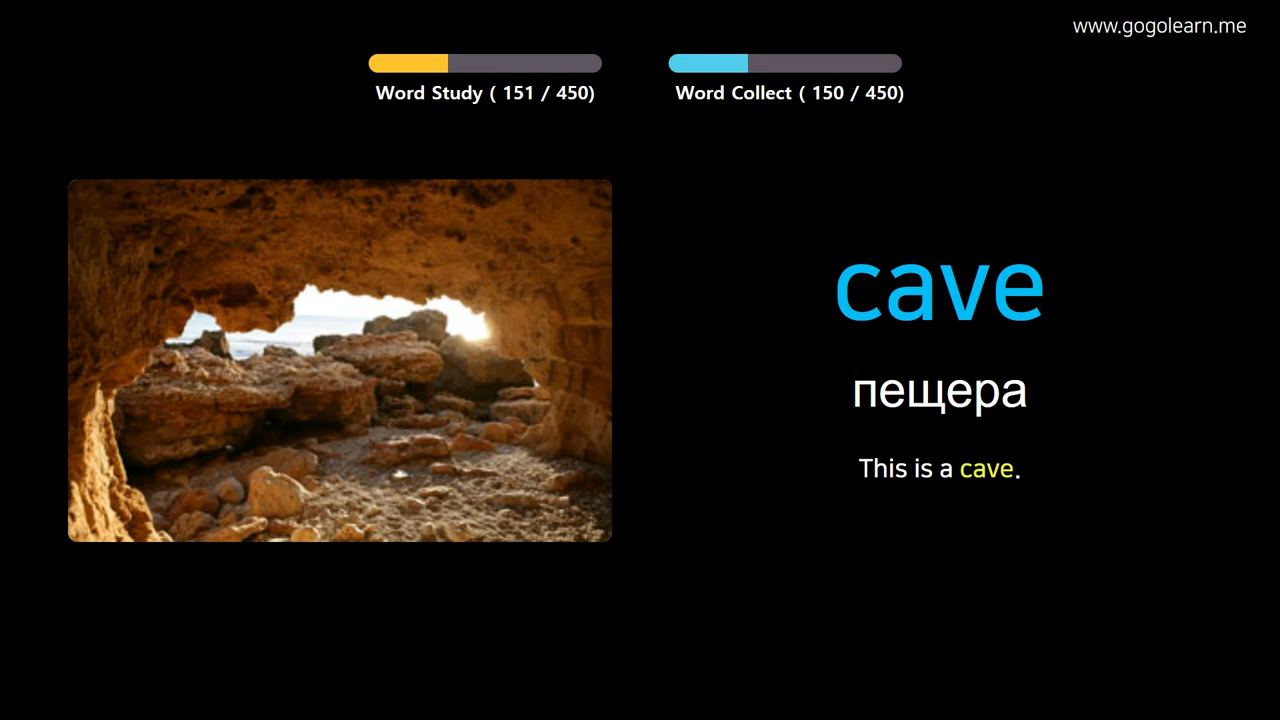 www.gogolearn.me
Word Study ( 151 / 450)
Word Collect ( 150 / 450)
cave
пещера
This is a cave.